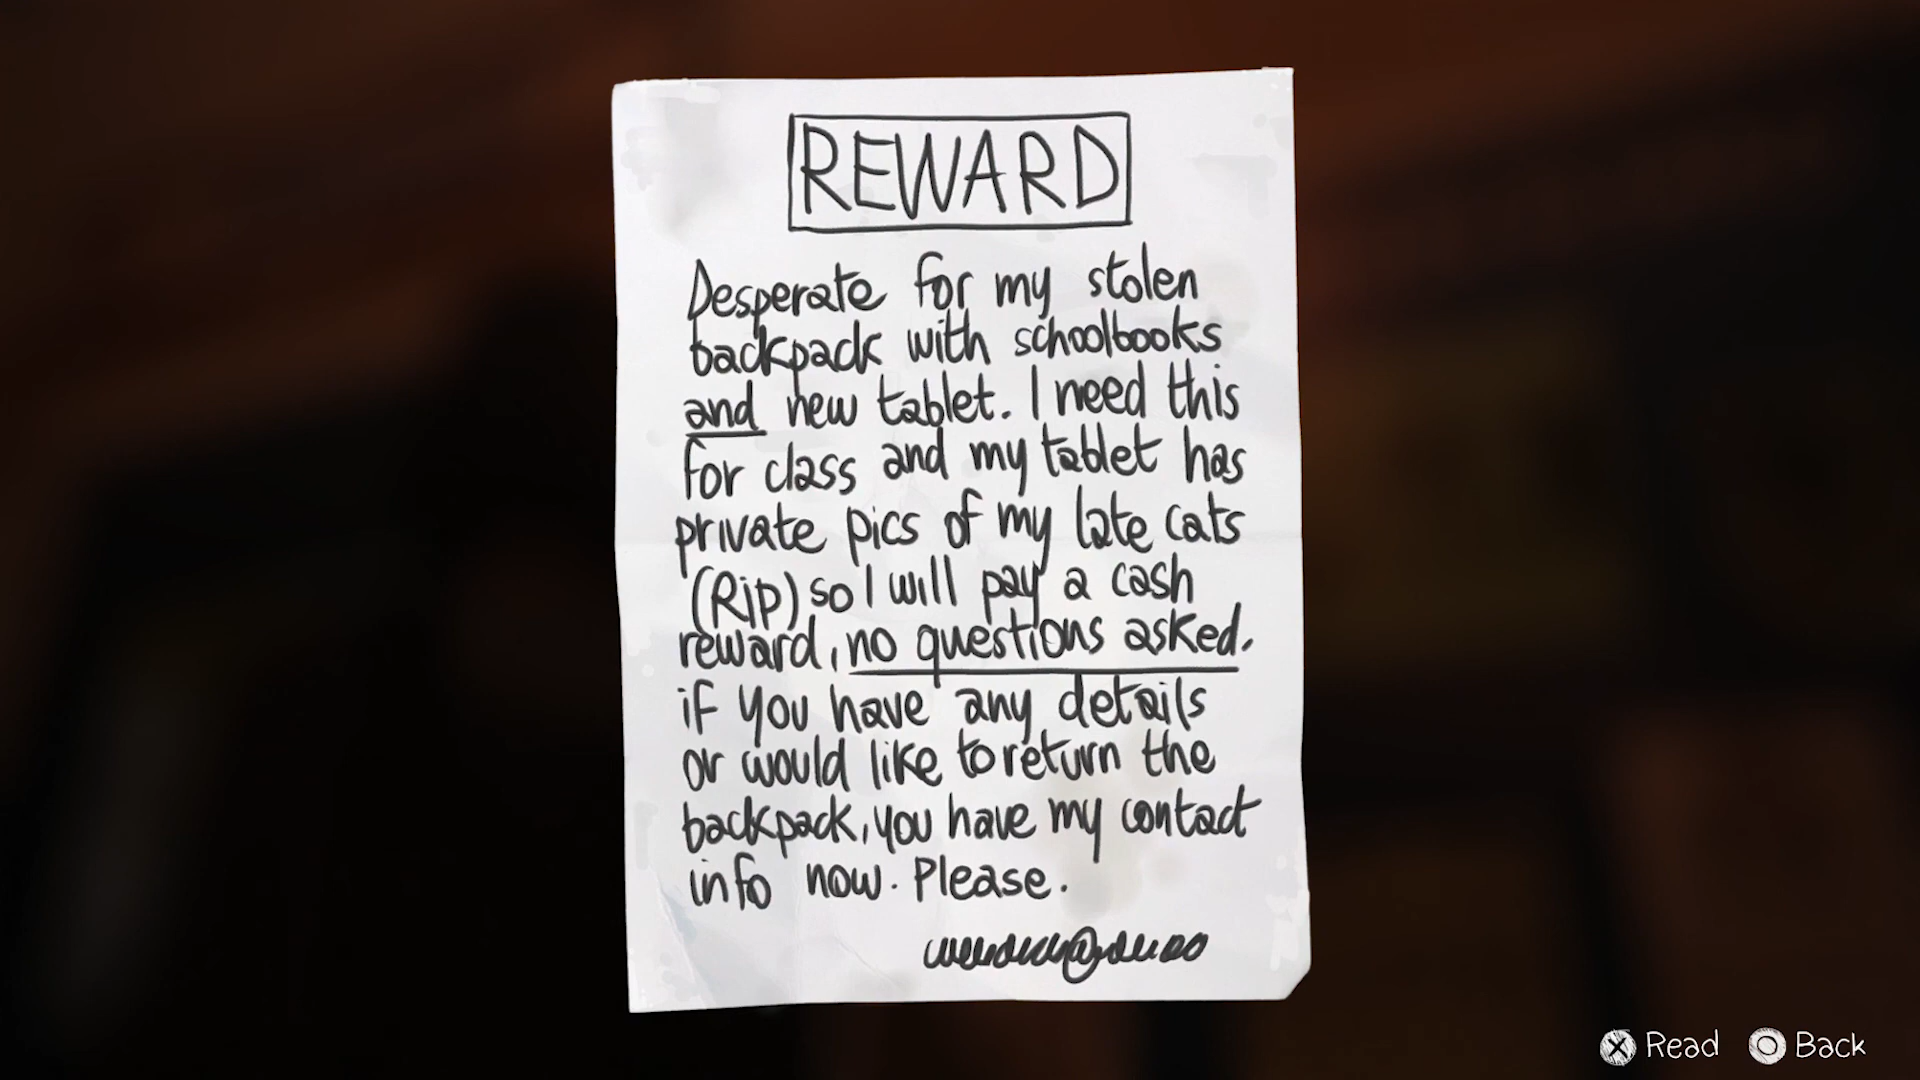 REWARD
Desperate for my stolen
backpack with schoolbooks
and new tablet. I need this
for class and my tablet has
private pics of my late cats
(RiP) so I will pay a cash
reward, no questions asked.
if you have any details
or would like to return the
backpack, you have my contact
info now. Please.
Read Back